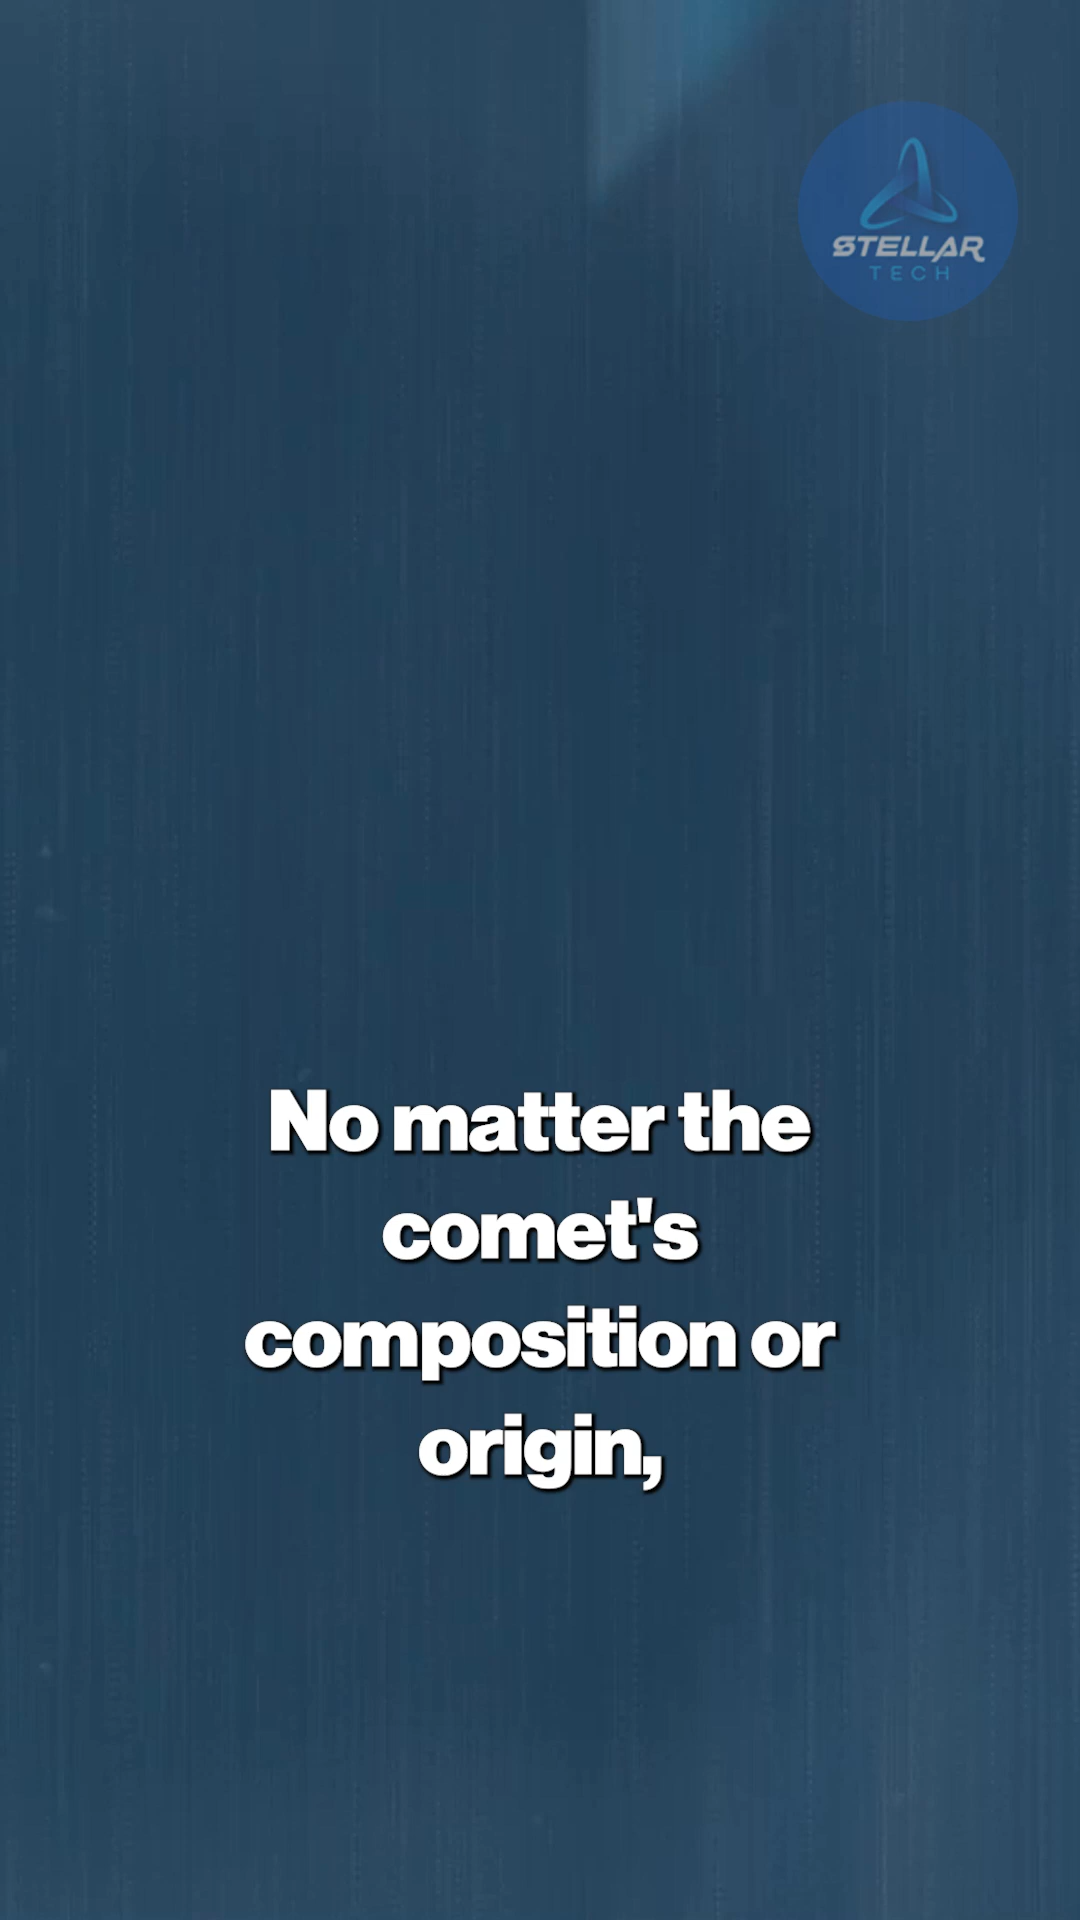 STELLAR
TECH
No matter the
comet's
composition or
origin,